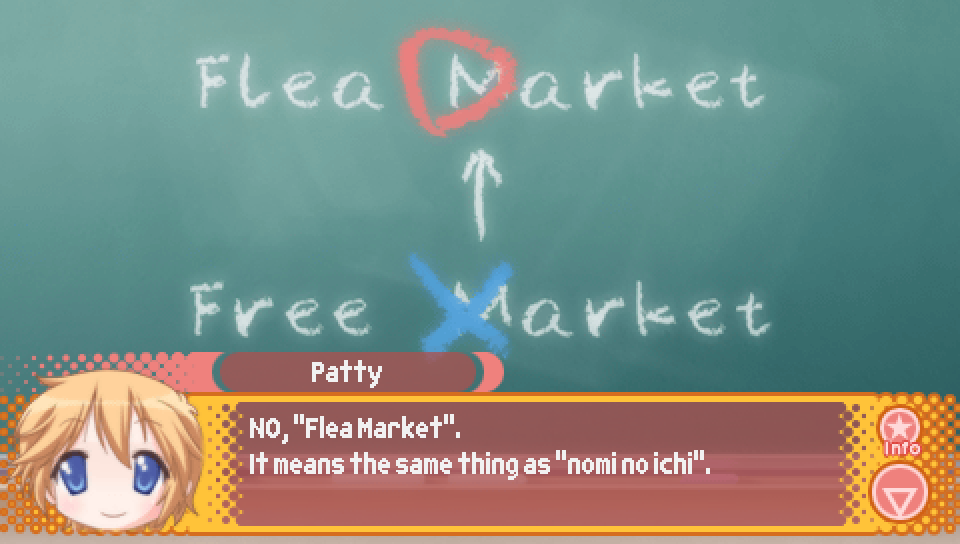 Flea Market
Free Market
Patty
NO, "Flea Market".
It means the same thing as "nomi no ichi".
Info